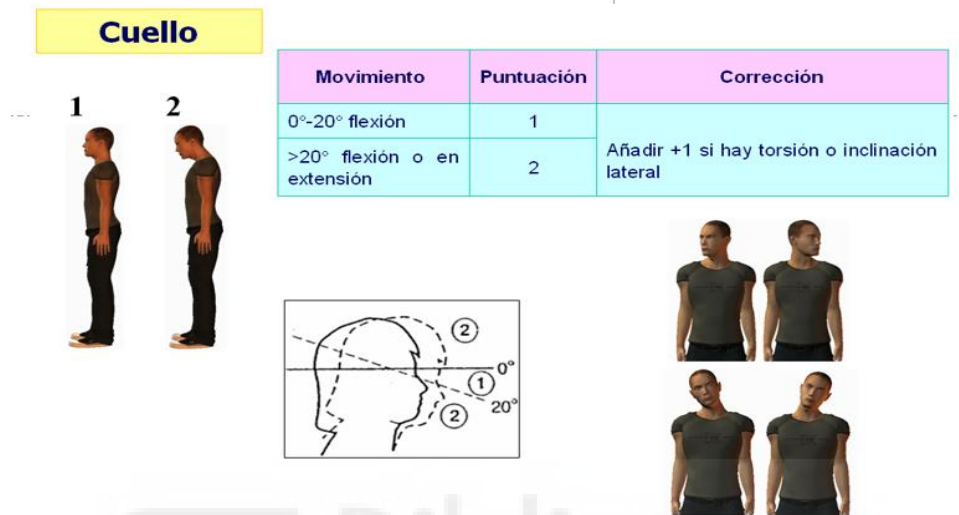 Cuello
1
2
Movimiento Puntuación Corrección
0°-20° flexión 1
>20° flexión o en extensión 2
Añadir +1 si hay torsión o inclinación
lateral
2
0°
1
20°
2